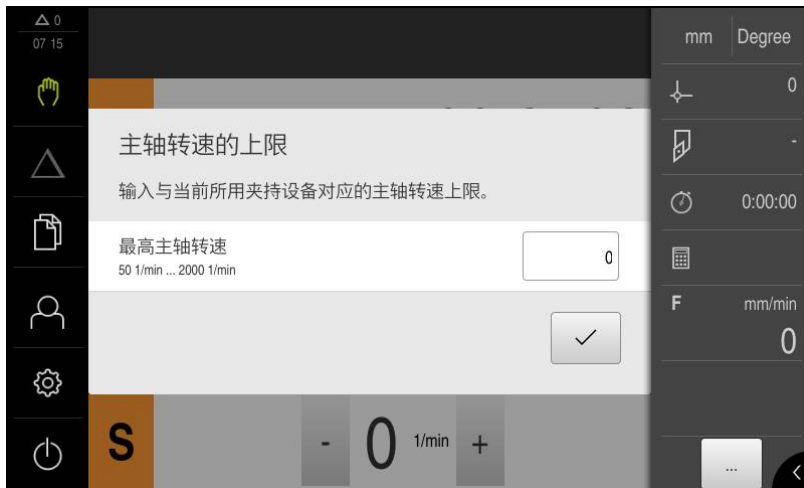 0
07 15
mm Degree
0
主轴转速的上限
输入与当前所用夹持设备对应的主轴转速上限。
-
0:00:00
最高主轴转速
50 1/min ... 2000 1/min
0
F mm/min
0
S - 0 1/min +
...